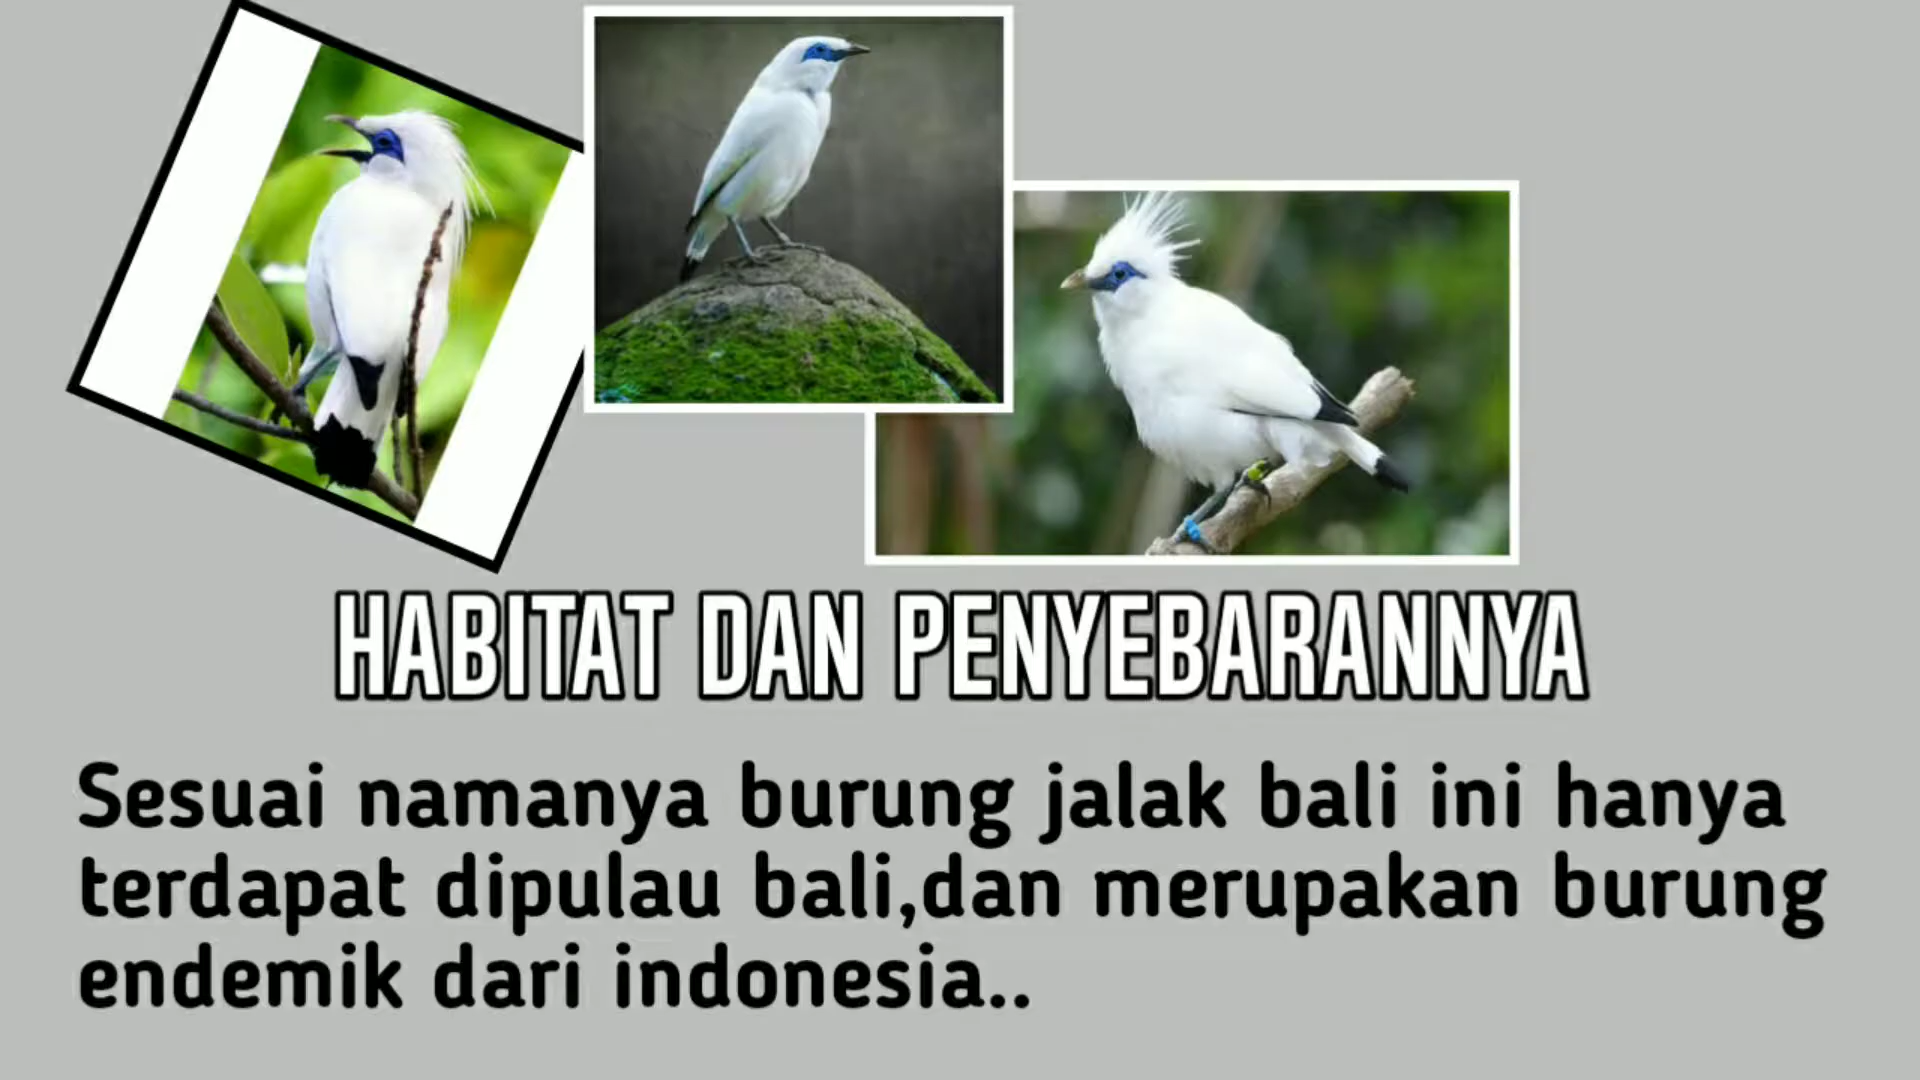 HABITAT DAN PENYEBARANNYA
Sesuai namanya burung jalak bali ini hanya
terdapat dipulau bali,dan merupakan burung
endemik dari indonesia..